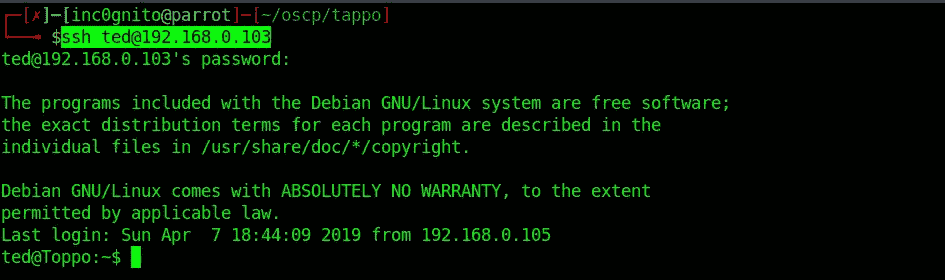 ┌─[✗]─[inc0gnito@parrot]─[~/oscp/tappo]
└──╼ $ssh ted@192.168.0.103
ted@192.168.0.103's password:
The programs included with the Debian GNU/Linux system are free software;
the exact distribution terms for each program are described in the
individual files in /usr/share/doc/*/copyright.
Debian GNU/Linux comes with ABSOLUTELY NO WARRANTY, to the extent
permitted by applicable law.
Last login: Sun Apr  7 18:44:09 2019 from 192.168.0.105
ted@Toppo:~$